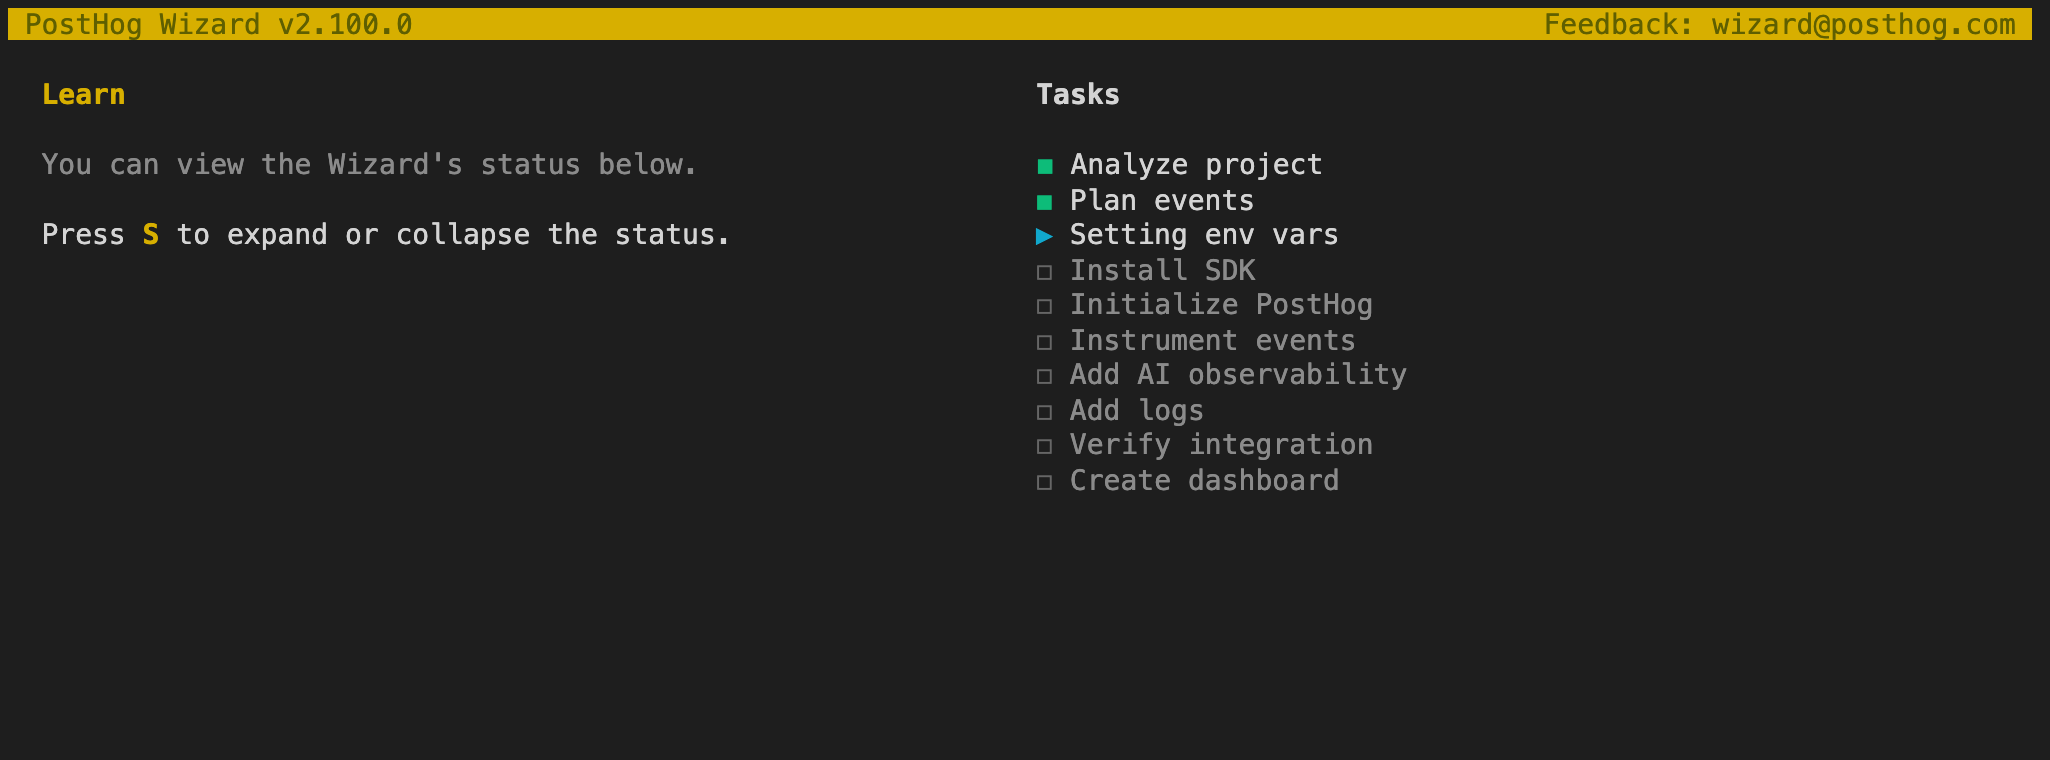 PostHog Wizard v2.100.0
Feedback: wizard@posthog.com
Learn
You can view the Wizard's status below.
Press S to expand or collapse the status.
Tasks
Analyze project
Plan events
Setting env vars
Install SDK
Initialize PostHog
Instrument events
Add AI observability
Add logs
Verify integration
Create dashboard